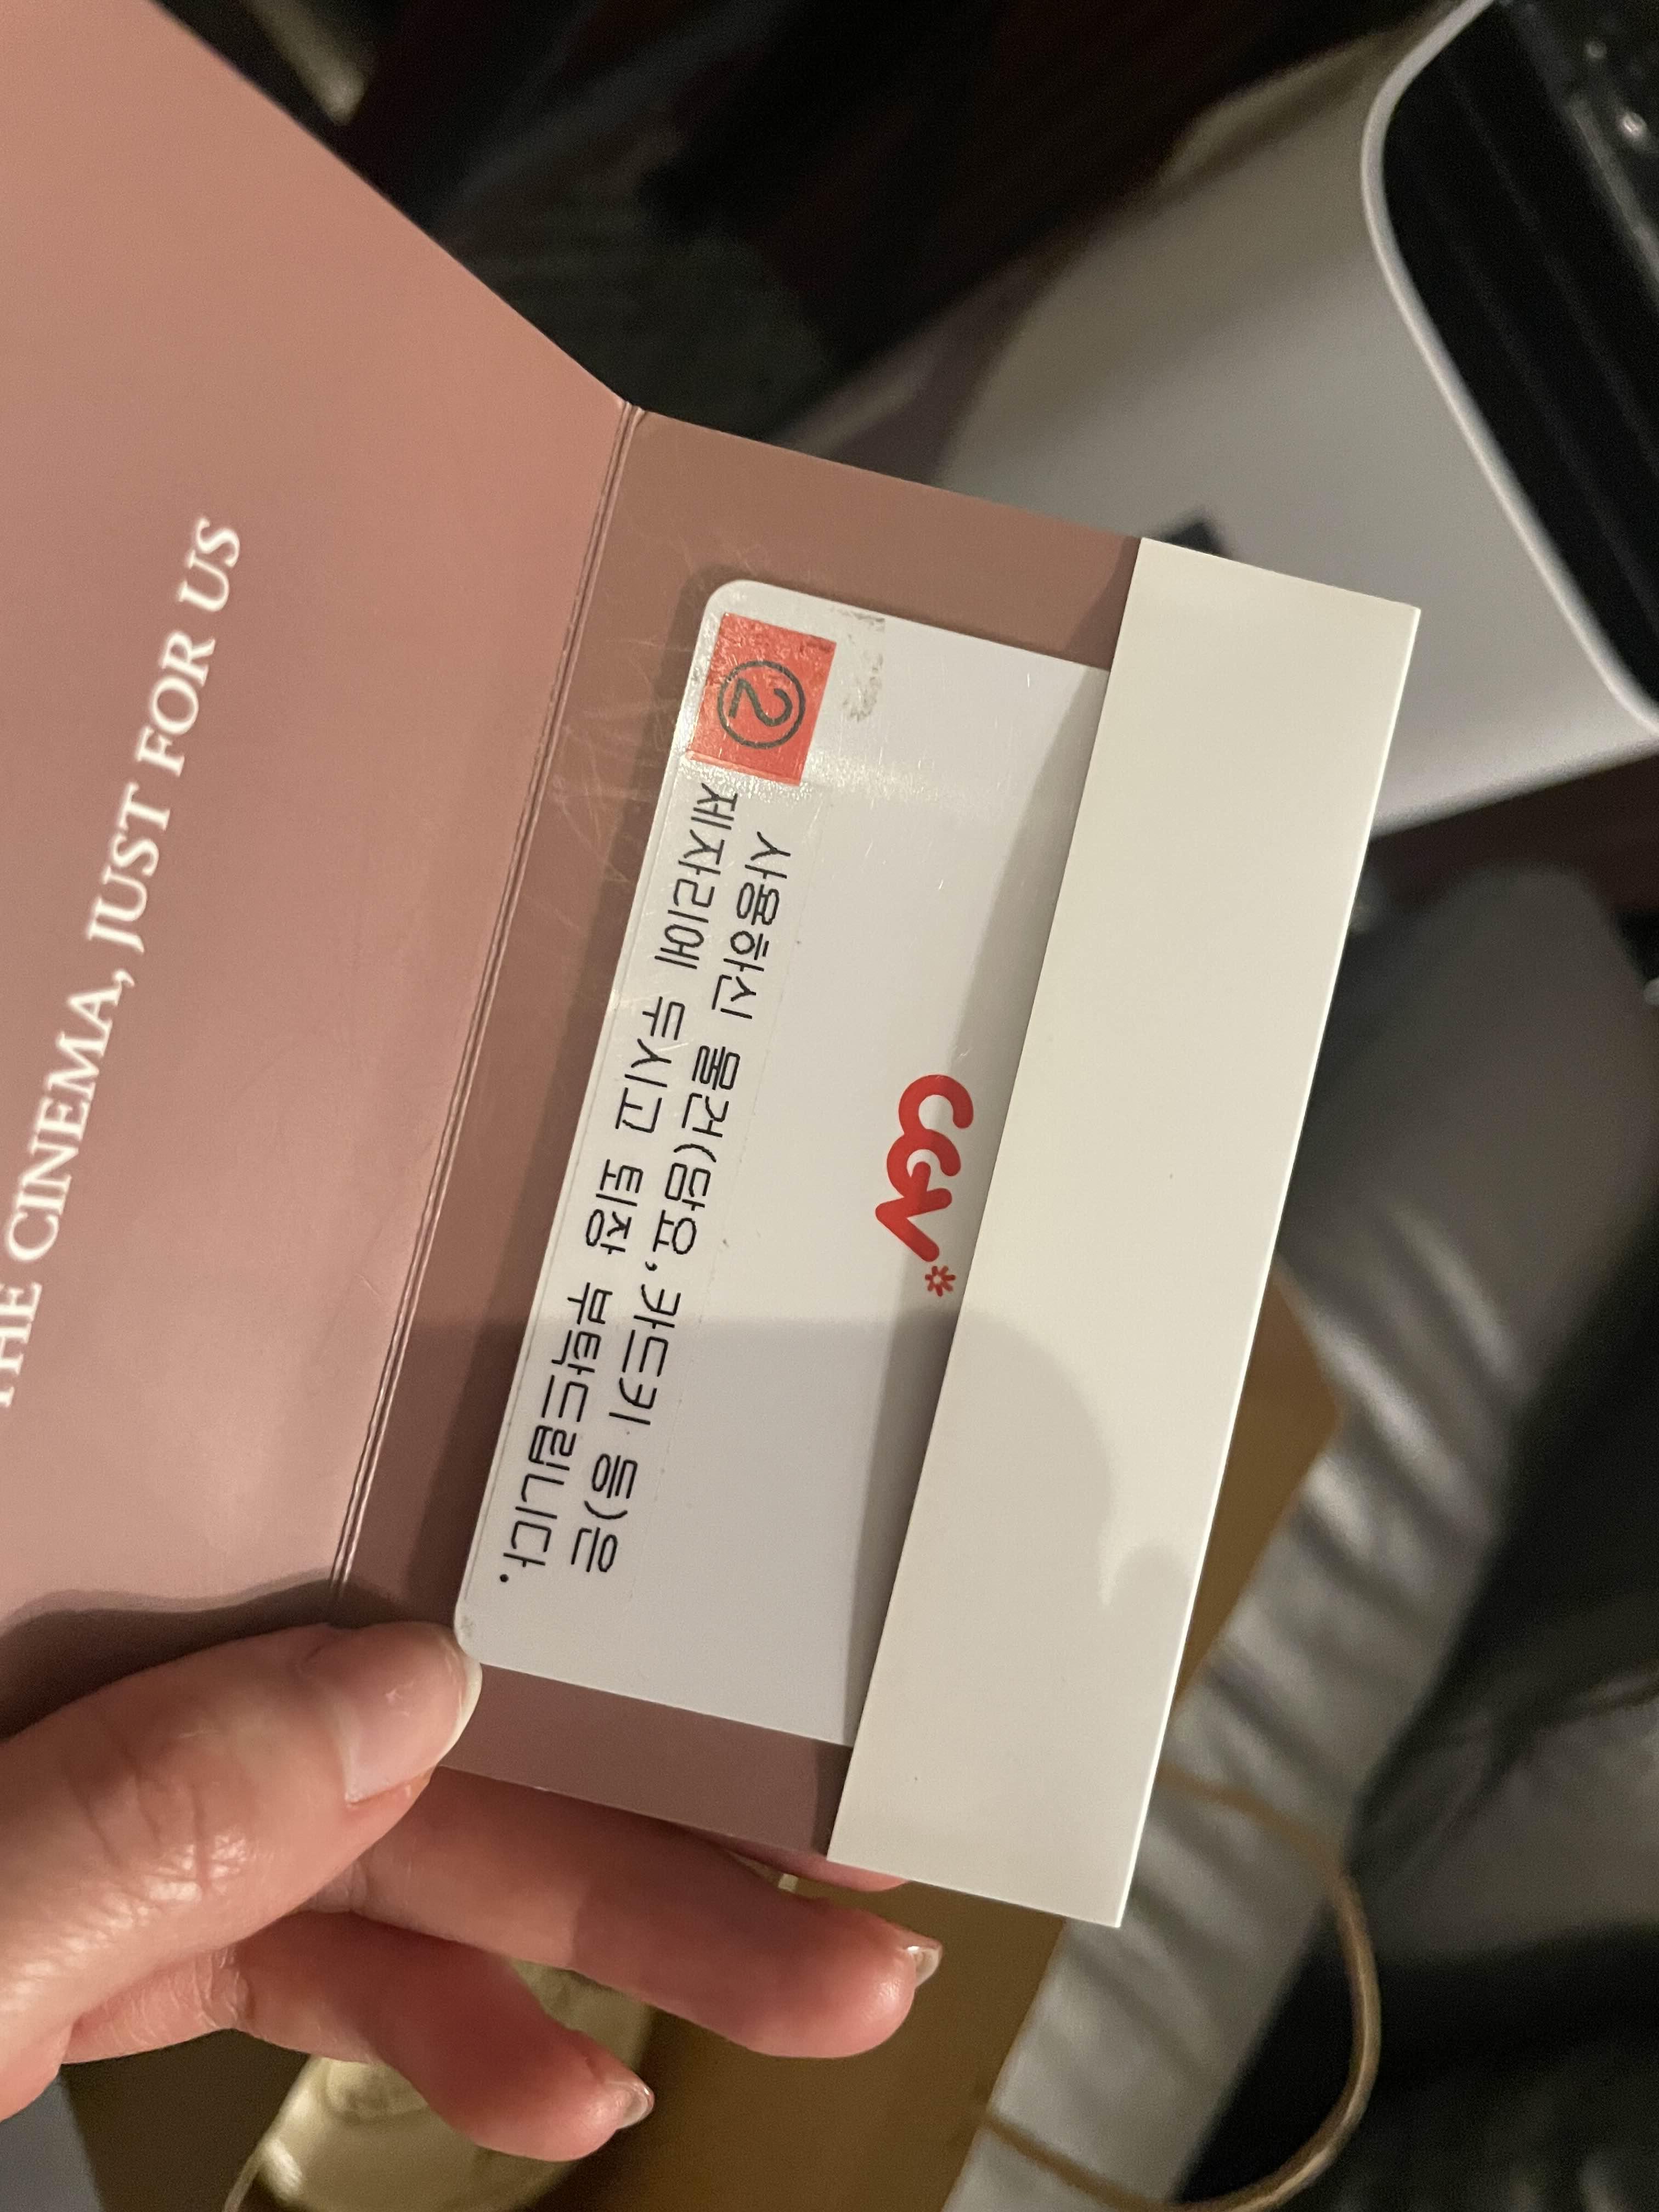 THE CINEMA, JUST FOR US
CGV
②
사용하신 물건(담요,카드키 등)은
제자리에 두시고 퇴장 부탁드립니다.